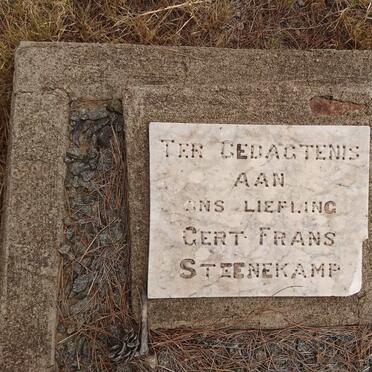 TER GEDAGTENIS
AAN
ONS LIEFLING
GERT FRANS
STEENEKAMP